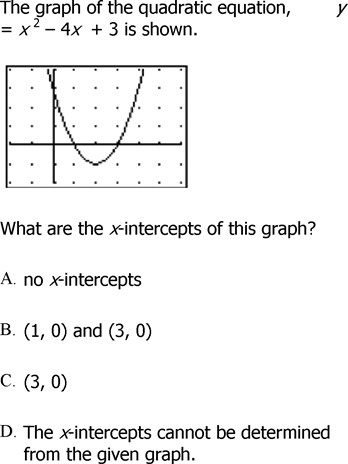 The graph of the quadratic equation, y
= x² – 4x + 3 is shown.
What are the x-intercepts of this graph?
A. no x-intercepts
B. (1, 0) and (3, 0)
C. (3, 0)
D. The x-intercepts cannot be determined
from the given graph.